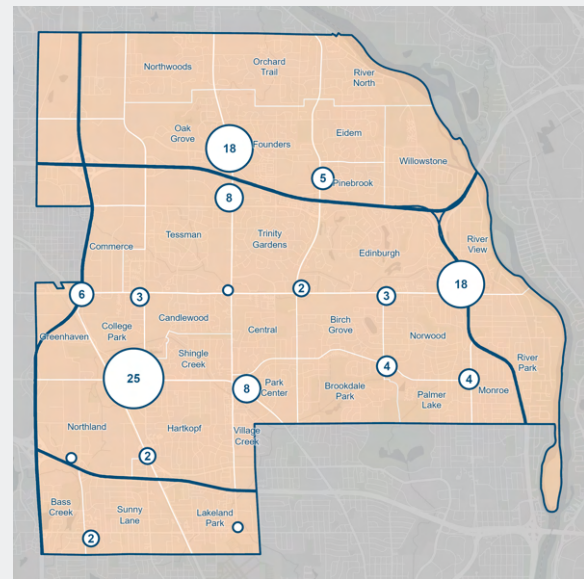 Northwoods
Orchard
Trail
River
North
Oak
Grove
18
Founders
Eidem
Willowstone
5
Pinebrook
8
Tessman
Trinity
Gardens
Commerce
Edinburgh
River
View
6
3
2
3
18
Greenhaven
College
Park
Candlewood
Central
Birch
Grove
Norwood
Shingle
Creek
25
8
Park
Center
4
Brookdale
Park
4
Monroe
Palmer
Lake
River
Park
Northland
Hartkopf
Village
Creek
2
Bass
Creek
Sunny
Lane
Lakeland
Park
2